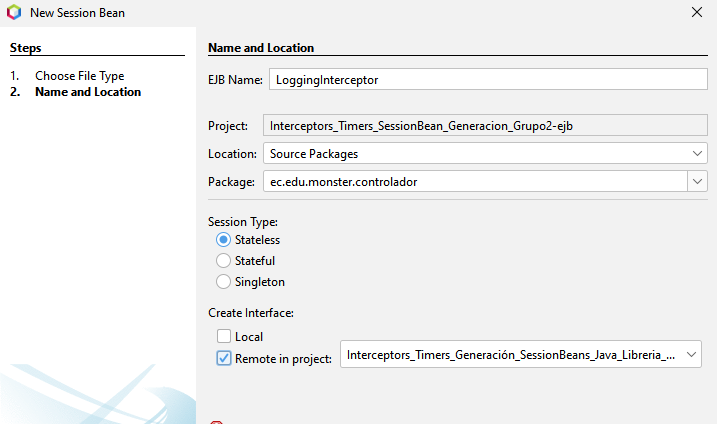 New Session Bean
Steps
1. Choose File Type
2. Name and Location
Name and Location
EJB Name: LoggingInterceptor
Project: Interceptors_Timers_SessionBean_Generacion_Grupo2-ejb
Location: Source Packages
Package: ec.edu.monster.controlador
Session Type:
Stateless
Stateful
Singleton
Create Interface:
Local
Remote in project: Interceptors_Timers_Generación_SessionBeans_Java_Libreria_...